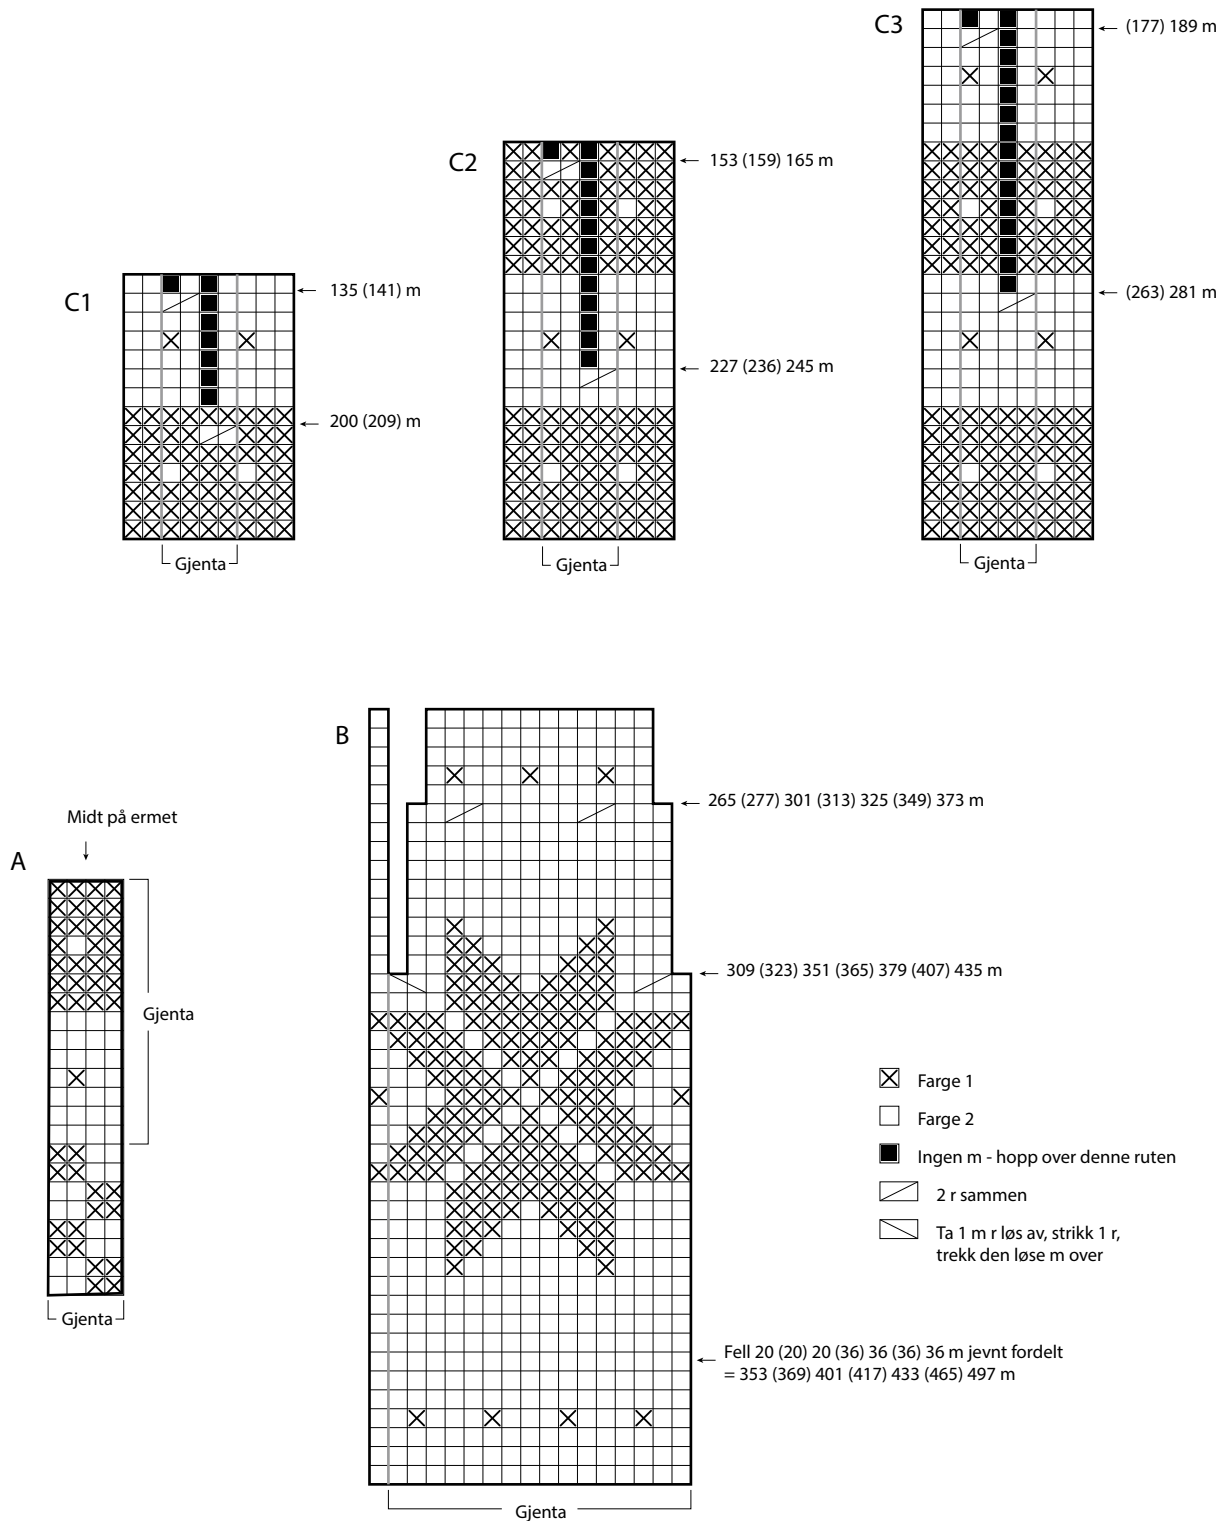 C3
(177) 189 m
C2
153 (159) 165 m
C1
135 (141) m
(263) 281 m
227 (236) 245 m
200 (209) m
Gjenta
Gjenta
Gjenta
B
265 (277) 301 (313) 325 (349) 373 m
Midt på ermet
A
309 (323) 351 (365) 379 (407) 435 m
Gjenta
Farge 1
Farge 2
Ingen m - hopp over denne ruten
2 r sammen
Ta 1 m r løs av, strikk 1 r,
trekk den løse m over
Gjenta
Fell 20 (20) 20 (36) 36 (36) 36 m jevnt fordelt
= 353 (369) 401 (417) 433 (465) 497 m
Gjenta